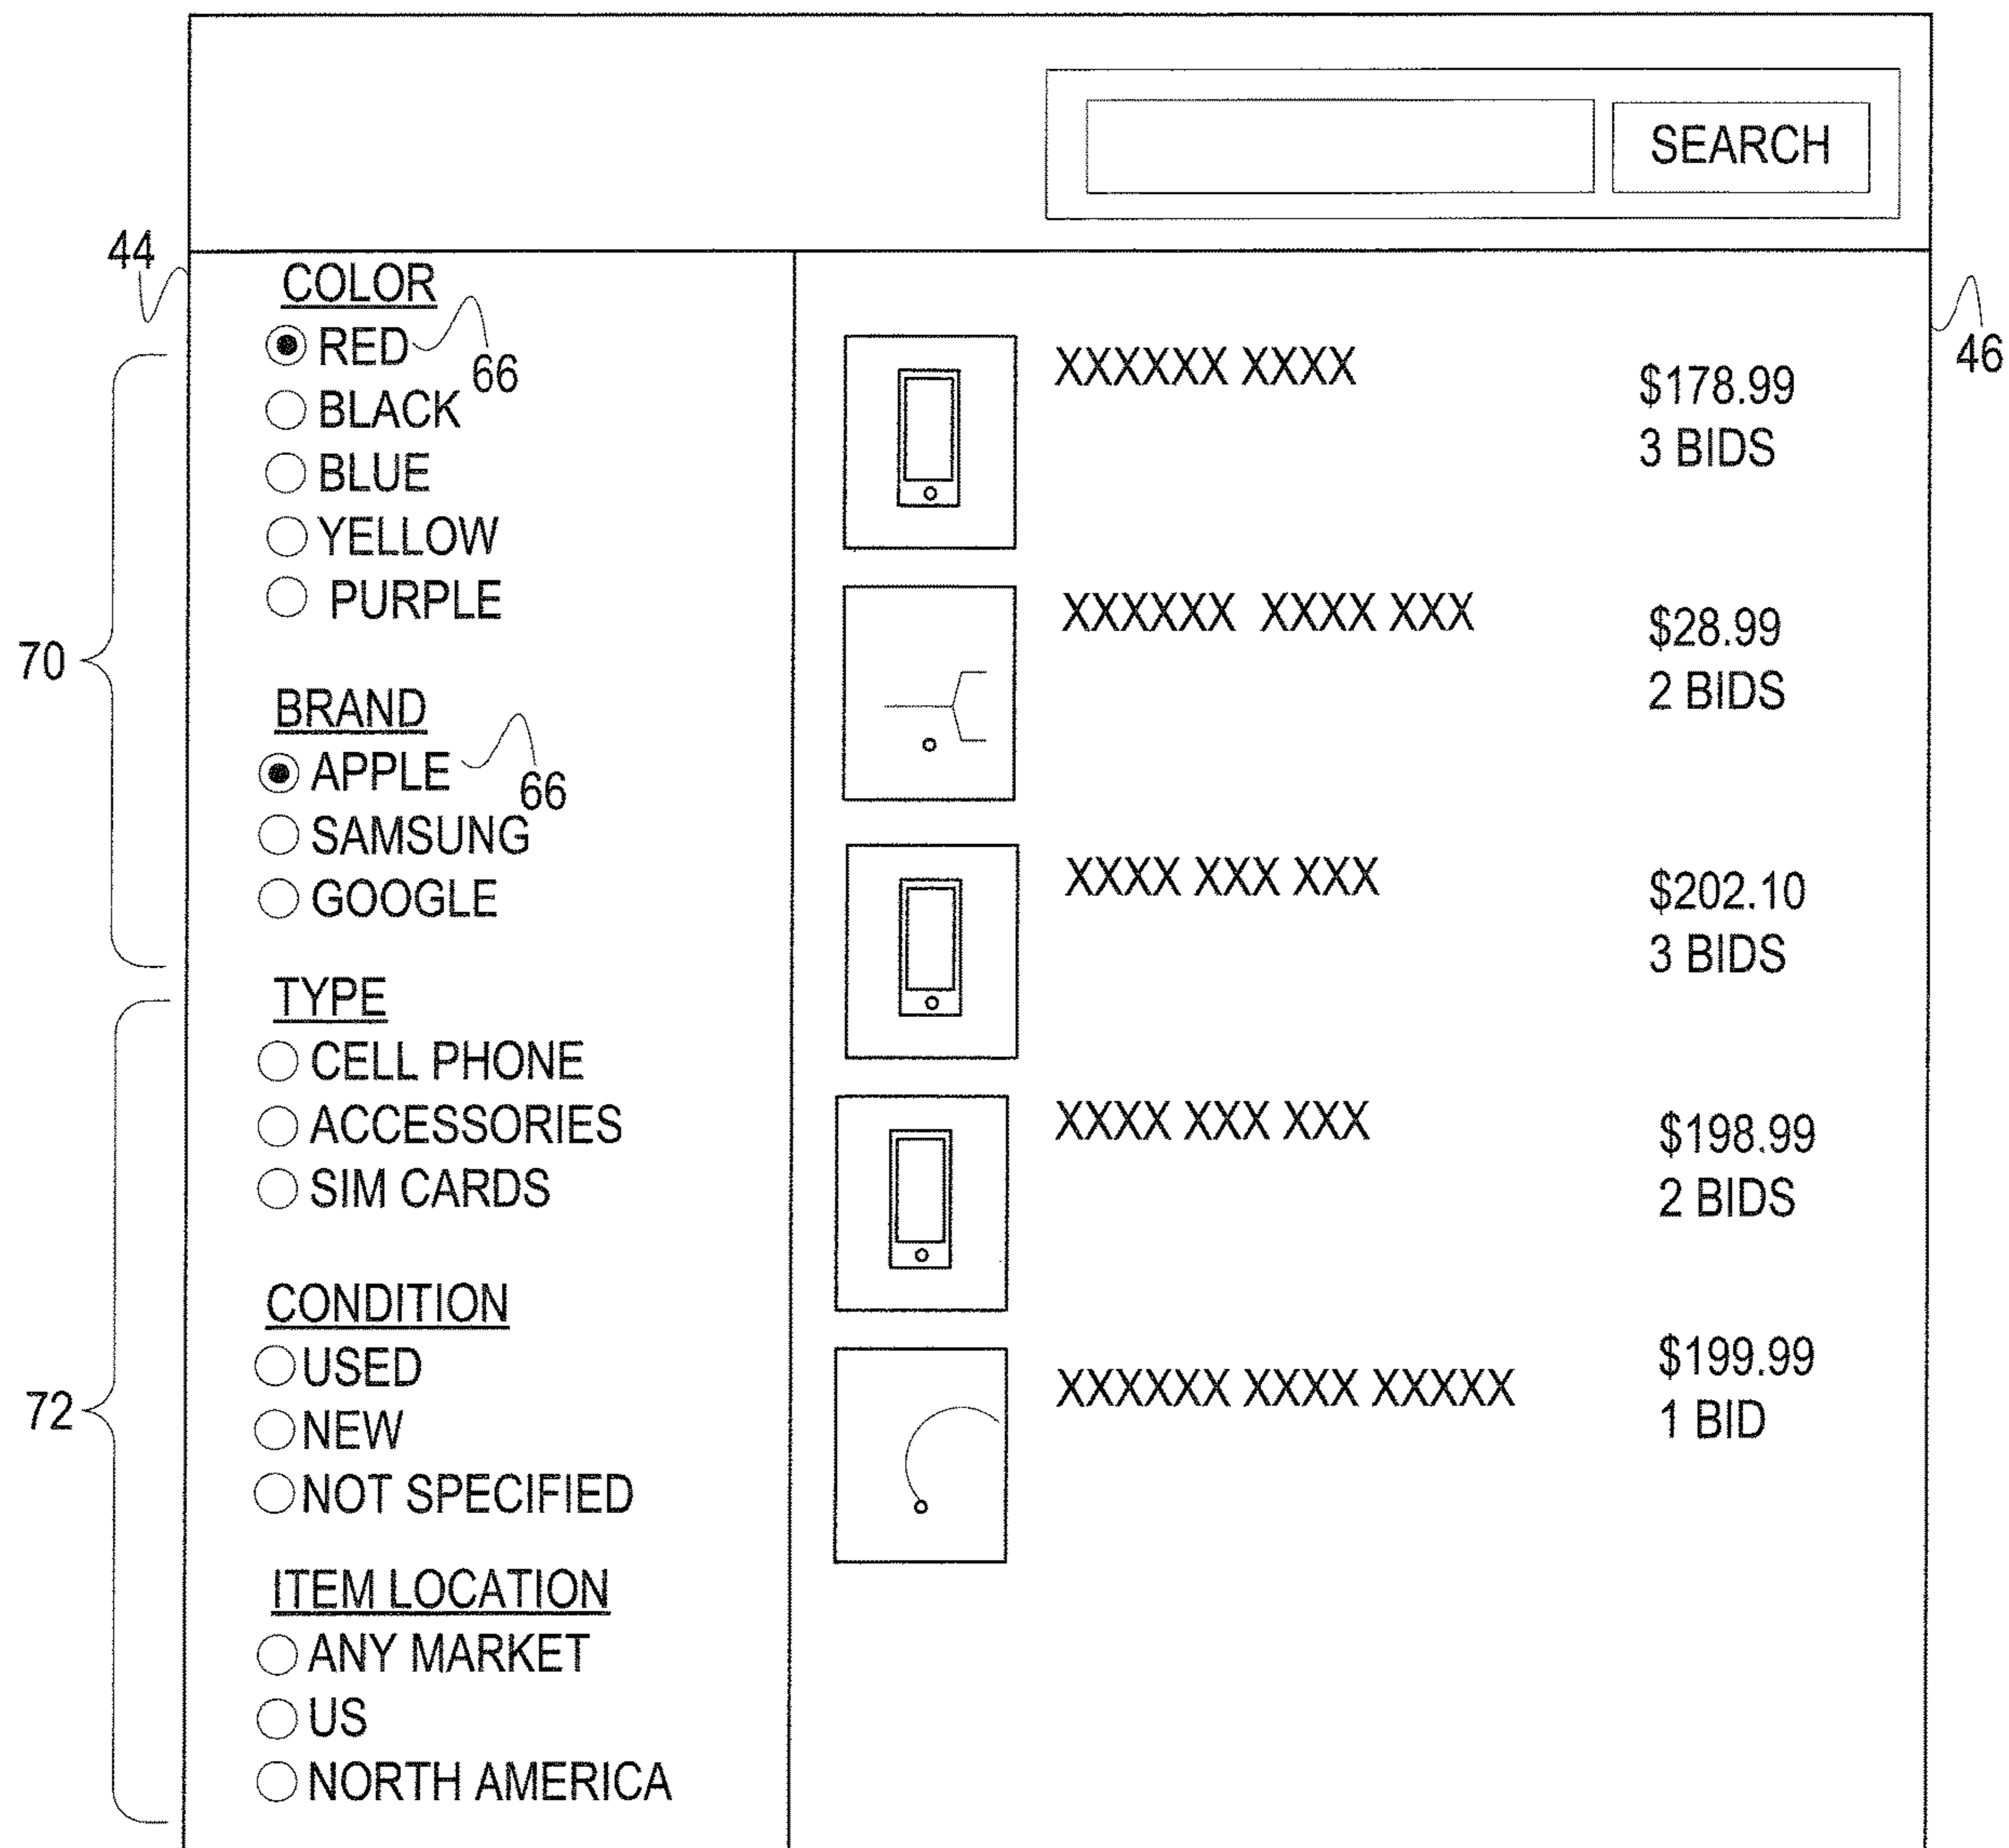 SEARCH
44
COLOR
RED
66
BLACK
BLUE
YELLOW
PURPLE
70
BRAND
APPLE
66
SAMSUNG
GOOGLE
TYPE
CELL PHONE
ACCESSORIES
SIM CARDS
72
CONDITION
USED
NEW
NOT SPECIFIED
ITEM LOCATION
ANY MARKET
US
NORTH AMERICA
46
XXXXXX XXXX
$178.99
3 BIDS
XXXXXX XXXX XXX
$28.99
2 BIDS
XXXX XXX XXX
$202.10
3 BIDS
XXXX XXX XXX
$198.99
2 BIDS
XXXXXX XXXX XXXXX
$199.99
1 BID